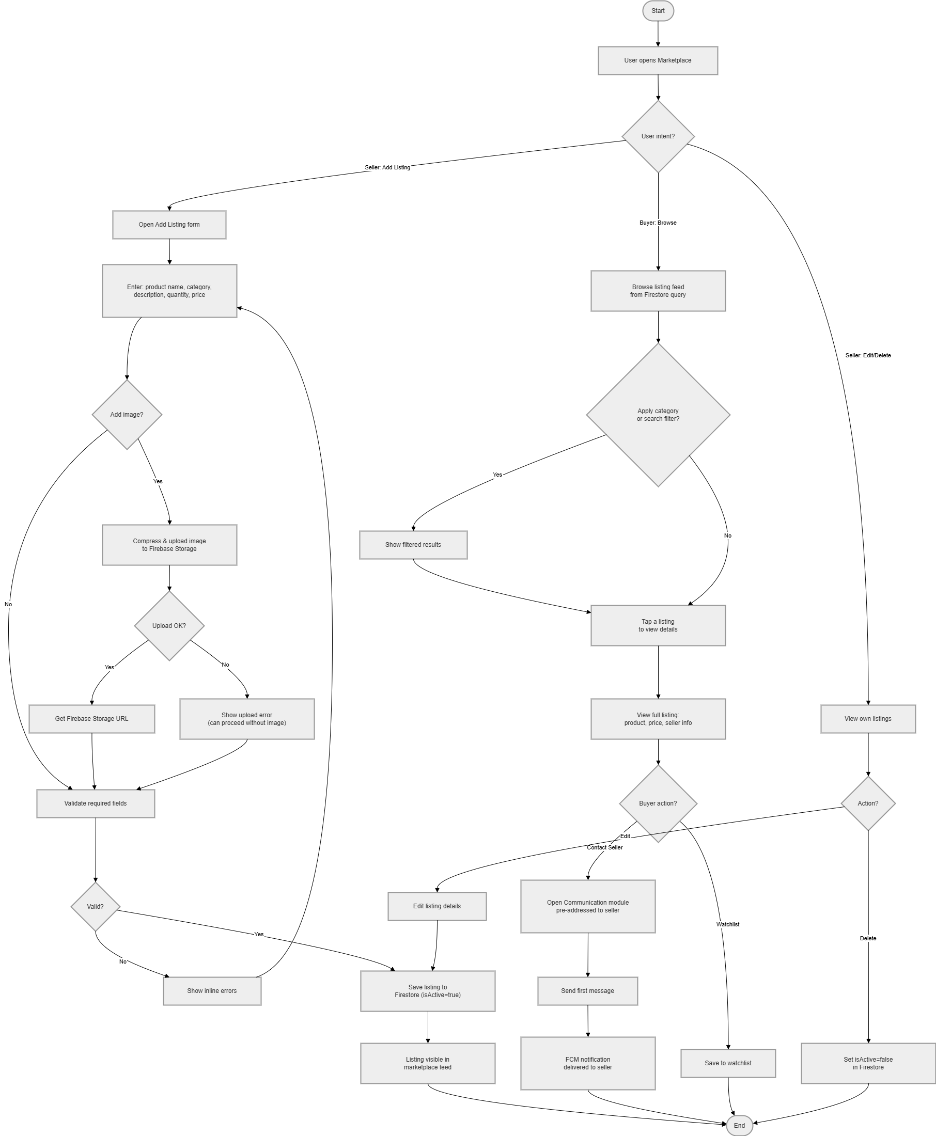 Start
User opens Marketplace
User intent?
Seller: Add Listing
Buyer: Browse
Seller: Edit/Delete
Open Add Listing form
Enter: product name, category,
description, quantity, price
Browse listing feed
from Firestore query
Add image?
Apply category
or search filter?
Yes
Yes
No
Compress & upload image
to Firebase Storage
Show filtered results
No
Upload OK?
Tap a listing
to view details
Yes
No
Get Firebase Storage URL
Show upload error
(can proceed without image)
View full listing:
product, price, seller info
View own listings
Validate required fields
Buyer action?
Action?
Edit
Contact Seller
Valid?
Edit listing details
Open Communication module
pre-addressed to seller
Watchlist
Yes
Delete
No
Show inline errors
Save listing to
Firestore (isActive=true)
Send first message
Listing visible in
marketplace feed
FCM notification
delivered to seller
Save to watchlist
Set isActive=false
in Firestore
End